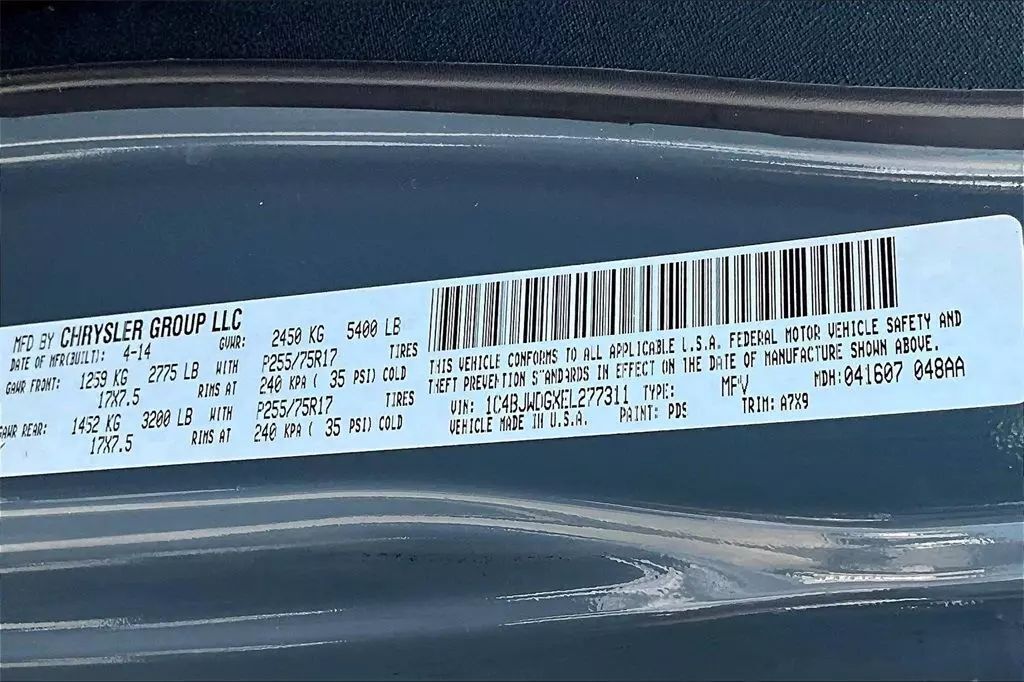 MFD BY CHRYSLER GROUP LLC
DATE OF MFR(BUILT): 4-14 GVWR: 2450 KG 5400 LB
GAWR FRONT: 1259 KG 2775 LB WITH P255/75R17 TIRES
17X7.5 RIMS AT 240 KPA ( 35 PSI) COLD
GAWR REAR: 1452 KG 3200 LB WITH P255/75R17 TIRES
17X7.5 RIMS AT 240 KPA ( 35 PSI) COLD
THIS VEHICLE CONFORMS TO ALL APPLICABLE U.S.A. FEDERAL MOTOR VEHICLE SAFETY AND
THEFT PREVENTION STANDARDS IN EFFECT ON THE DATE OF MANUFACTURE SHOWN ABOVE.
VIN: 1C4BJWDGXEL277311 TYPE: MPV MDH:041607 048AA
VEHICLE MADE IN U.S.A. PAINT: PDS TRIM: A7X9